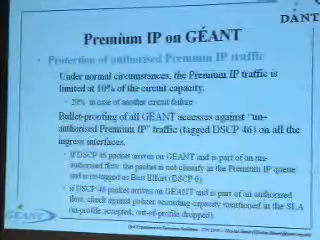 DANT
Premium IP on GÉANT
• Protection of authorised Premium IP traffic
Under normal circumstances, the Premium IP traffic is
limited at 10% of the circuit capacity.
• 20% in case of another circuit failure
Bullet-proofing of all GÉANT accesses against "un-
authorised Premium IP" traffic (tagged DSCP 46) on all the
ingress interfaces.
• if DSCP 46 packet arrives on GEANT and is part of an un-
authorised flow, the packet is not classify in the Premium IP queue
and is re-tagged as Best Effort (DSCP 0)
• if DSCP 46 packet arrives on GEANT and is part of an authorised
flow, check against policer accounting capacity mentioned in the SLA
(in-profile accepted, out-of-profile dropped).
GÉANT